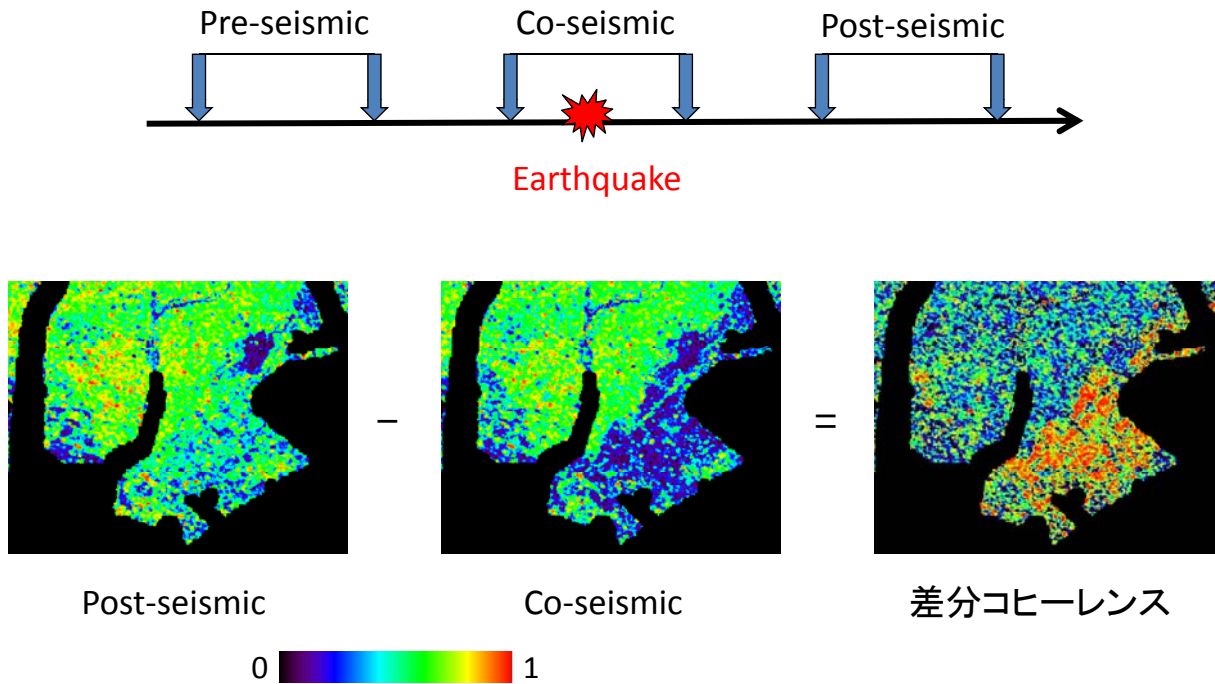 Pre-seismic
Co-seismic
Post-seismic
Earthquake
−
=
Post-seismic
Co-seismic
差分コヒーレンス
0
1